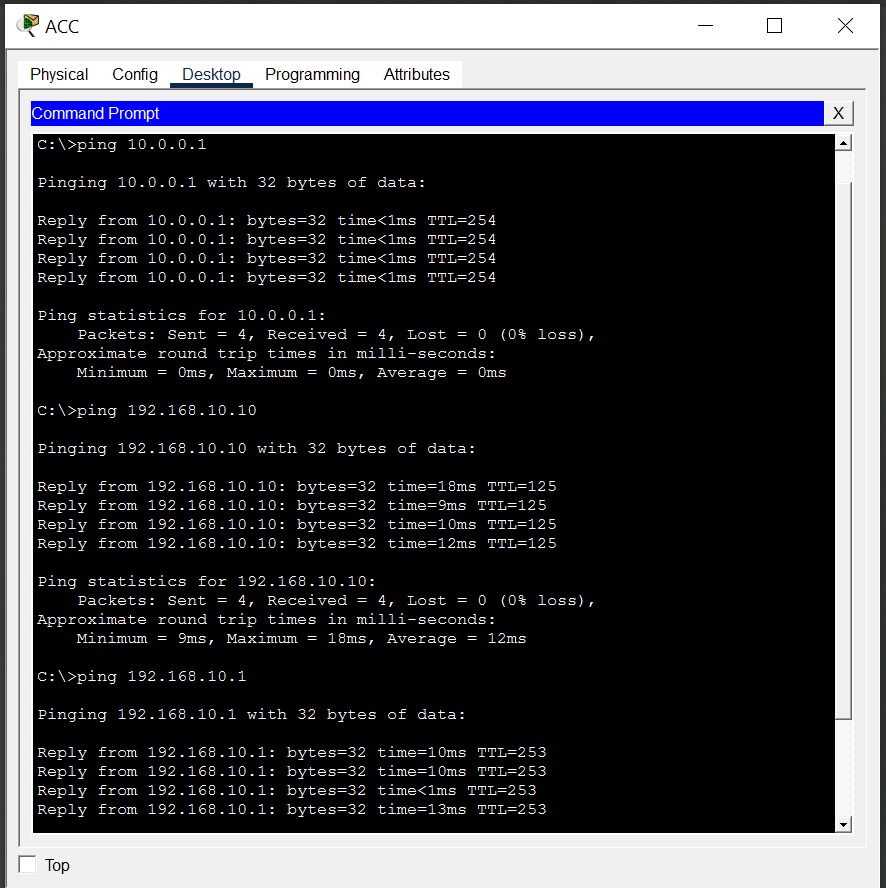 ACC
Physical Config Desktop Programming Attributes
Command Prompt X
C:\>ping 10.0.0.1
Pinging 10.0.0.1 with 32 bytes of data:
Reply from 10.0.0.1: bytes=32 time<1ms TTL=254
Reply from 10.0.0.1: bytes=32 time<1ms TTL=254
Reply from 10.0.0.1: bytes=32 time<1ms TTL=254
Reply from 10.0.0.1: bytes=32 time<1ms TTL=254
Ping statistics for 10.0.0.1:
    Packets: Sent = 4, Received = 4, Lost = 0 (0% loss),
Approximate round trip times in milli-seconds:
    Minimum = 0ms, Maximum = 0ms, Average = 0ms
C:\>ping 192.168.10.10
Pinging 192.168.10.10 with 32 bytes of data:
Reply from 192.168.10.10: bytes=32 time=18ms TTL=125
Reply from 192.168.10.10: bytes=32 time=9ms TTL=125
Reply from 192.168.10.10: bytes=32 time=10ms TTL=125
Reply from 192.168.10.10: bytes=32 time=12ms TTL=125
Ping statistics for 192.168.10.10:
    Packets: Sent = 4, Received = 4, Lost = 0 (0% loss),
Approximate round trip times in milli-seconds:
    Minimum = 9ms, Maximum = 18ms, Average = 12ms
C:\>ping 192.168.10.1
Pinging 192.168.10.1 with 32 bytes of data:
Reply from 192.168.10.1: bytes=32 time=10ms TTL=253
Reply from 192.168.10.1: bytes=32 time=10ms TTL=253
Reply from 192.168.10.1: bytes=32 time<1ms TTL=253
Reply from 192.168.10.1: bytes=32 time=13ms TTL=253
Top